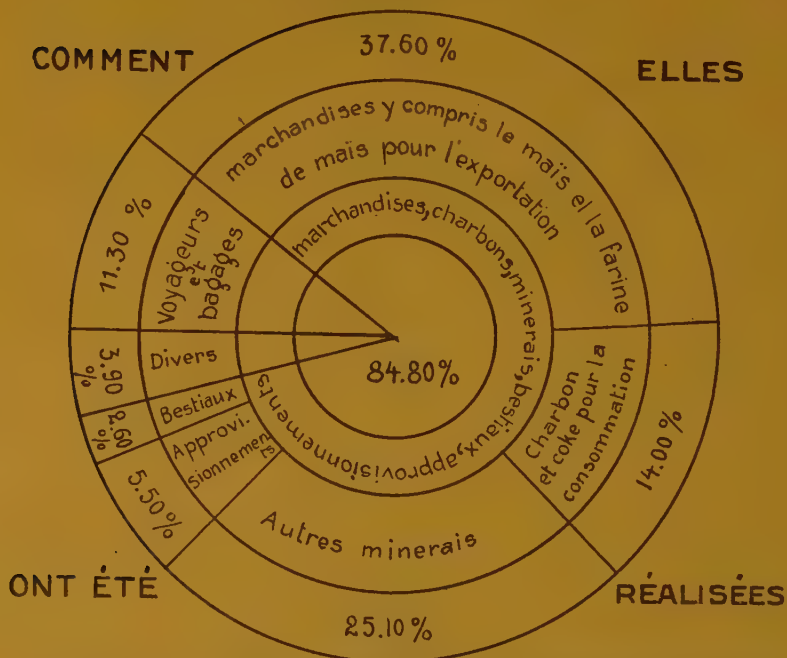 COMMENT
ELLES
ONT ÉTÉ
RÉALISÉES
37.60 %
marchandises y compris le maïs et la farine
de maïs pour l'exportation
14.00 %
Charbon
et coke pour la
consommation
25.10 %
Autres minerais
5.50 %
Approvi-
sionnements
2.60
%
Bestiaux
3.90
%
Divers
11.30 %
Voyageurs
et
bagages
marchandises, charbons, minerais, bestiaux, approvisionnements
84.80%